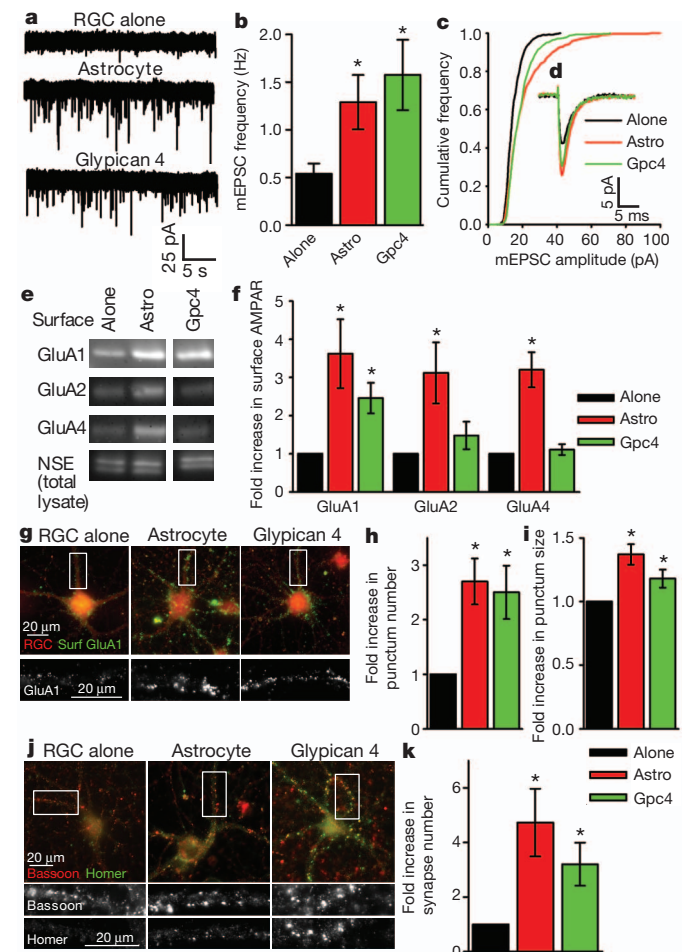 a
RGC alone
Astrocyte
Glypican 4
25 pA
5 s
b
mEPSC frequency (Hz)
2.0
1.5
1.0
0.5
0.0
*
*
Alone
Astro
Gpc4
c
Cumulative frequency
1.0
0.8
0.6
0.4
0.2
0.0
d
Alone
Astro
Gpc4
5 pA
5 ms
0 20 40 60 80 100
mEPSC amplitude (pA)
e
Surface
Alone
Astro
Gpc4
GluA1
GluA2
GluA4
NSE
(total
lysate)
f
Fold increase in surface AMPAR
5
4
3
2
1
0
*
*
*
*
GluA1 GluA2 GluA4
Alone
Astro
Gpc4
g RGC alone Astrocyte Glypican 4
20 µm
RGC Surf GluA1
GluA1 20 µm
h
Fold increase in
punctum number
3
2
1
0
*
*
i
Fold increase in punctum size
1.5
1.0
0.5
0.0
*
*
j RGC alone Astrocyte Glypican 4
20 µm
Bassoon Homer
Bassoon
Homer 20 µm
k
Alone
Astro
Gpc4
Fold increase in
synapse number
6
4
2
0
*
*